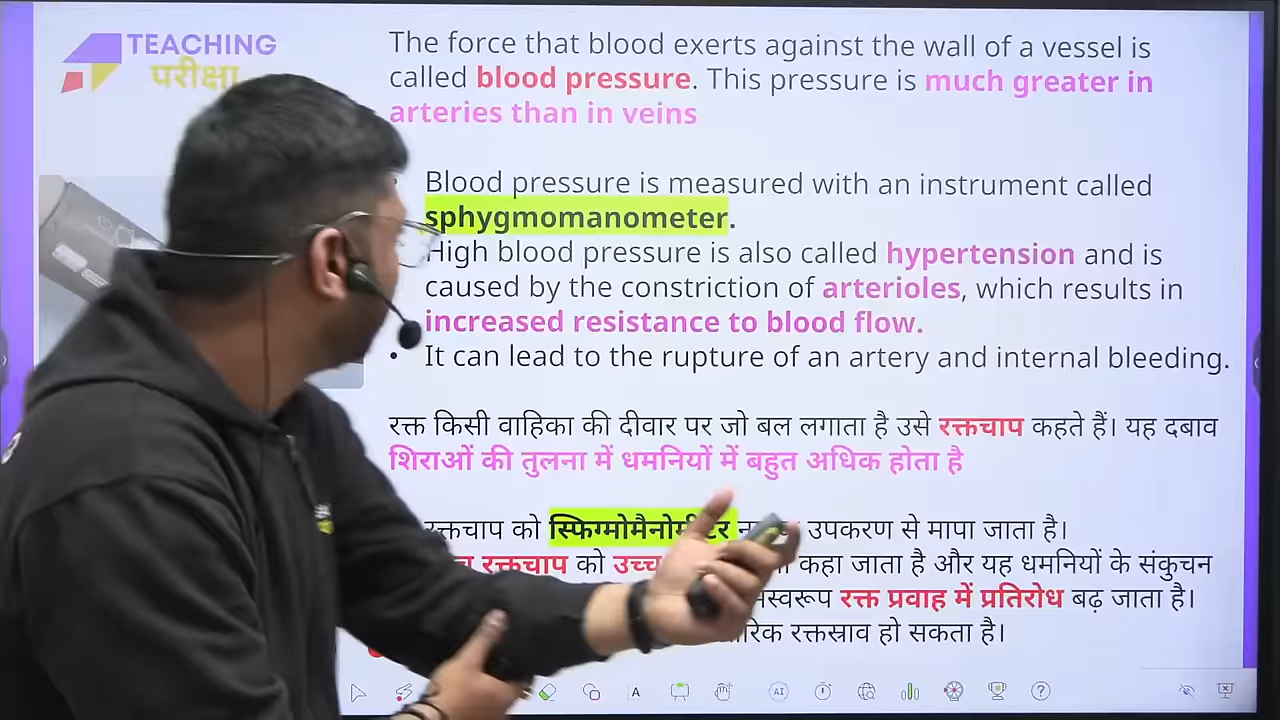 TEACHING
परीक्षा
The force that blood exerts against the wall of a vessel is
called blood pressure. This pressure is much greater in
arteries than in veins
Blood pressure is measured with an instrument called
sphygmomanometer.
High blood pressure is also called hypertension and is
caused by the constriction of arterioles, which results in
increased resistance to blood flow.
• It can lead to the rupture of an artery and internal bleeding.
रक्त किसी वाहिका की दीवार पर जो बल लगाता है उसे रक्तचाप कहते हैं। यह दबाव
शिराओं की तुलना में धमनियों में बहुत अधिक होता है
रक्तचाप को स्फिग्मोमैनोमीटर उपकरण से मापा जाता है।
रक्तचाप को उच्च कहा जाता है और यह धमनियों के संकुचन
रक्त प्रवाह में प्रतिरोध बढ़ जाता है।
रक्तस्राव हो सकता है।
A
AI
?